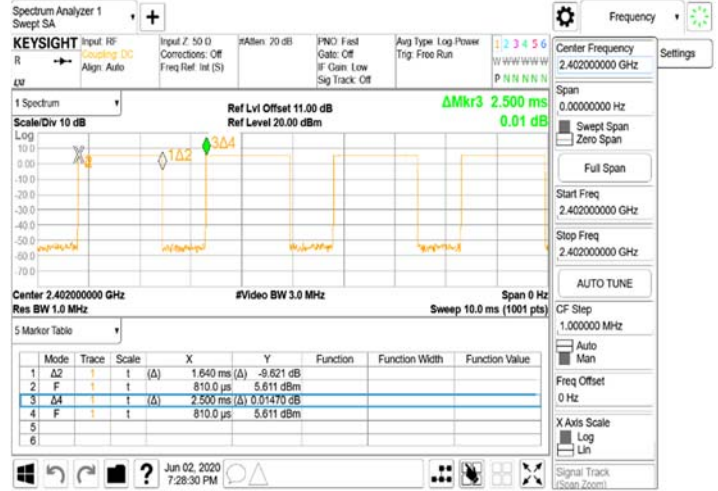 Spectrum Analyzer 1
Swept SA
+
Frequency
KEYSIGHT
R
LXI
Input: RF
Coupling: DC
Align: Auto
Input Z: 50 Ω
Corrections: Off
Freq Ref: Int (S)
#Atten: 20 dB
PNO: Fast
Gate: Off
IF Gain: Low
Sig Track: Off
Avg Type: Log-Power
Trig: Free Run
1 2 3 4 5 6
W W W W W W
P N N N N N
Center Frequency
2.402000000 GHz
Settings
Span
0.00000000 Hz
Swept Span
Zero Span
Full Span
Start Freq
2.402000000 GHz
Stop Freq
2.402000000 GHz
AUTO TUNE
CF Step
1.000000 MHz
Auto
Man
Freq Offset
0 Hz
X Axis Scale
Log
Lin
Signal Track
(Span Zoom)
1 Spectrum
Scale/Div 10 dB
Ref Lvl Offset 11.00 dB
Ref Level 20.00 dBm
ΔMkr3 2.500 ms
0.01 dB
Log
10.0
0.00
-10.0
-20.0
-30.0
-40.0
-50.0
-60.0
-70.0
1Δ2
3Δ4
Center 2.402000000 GHz
Res BW 1.0 MHz
#Video BW 3.0 MHz
Span 0 Hz
Sweep 10.0 ms (1001 pts)
5 Marker Table
Mode Trace Scale X Y Function Function Width Function Value
1 Δ2 1 t (Δ) 1.640 ms (Δ) -9.621 dB
2 F 1 t 810.0 µs 5.611 dBm
3 Δ4 1 t (Δ) 2.500 ms (Δ) 0.01470 dB
4 F 1 t 810.0 µs 5.611 dBm
5
6
?
Jun 02, 2020
7:28:30 PM